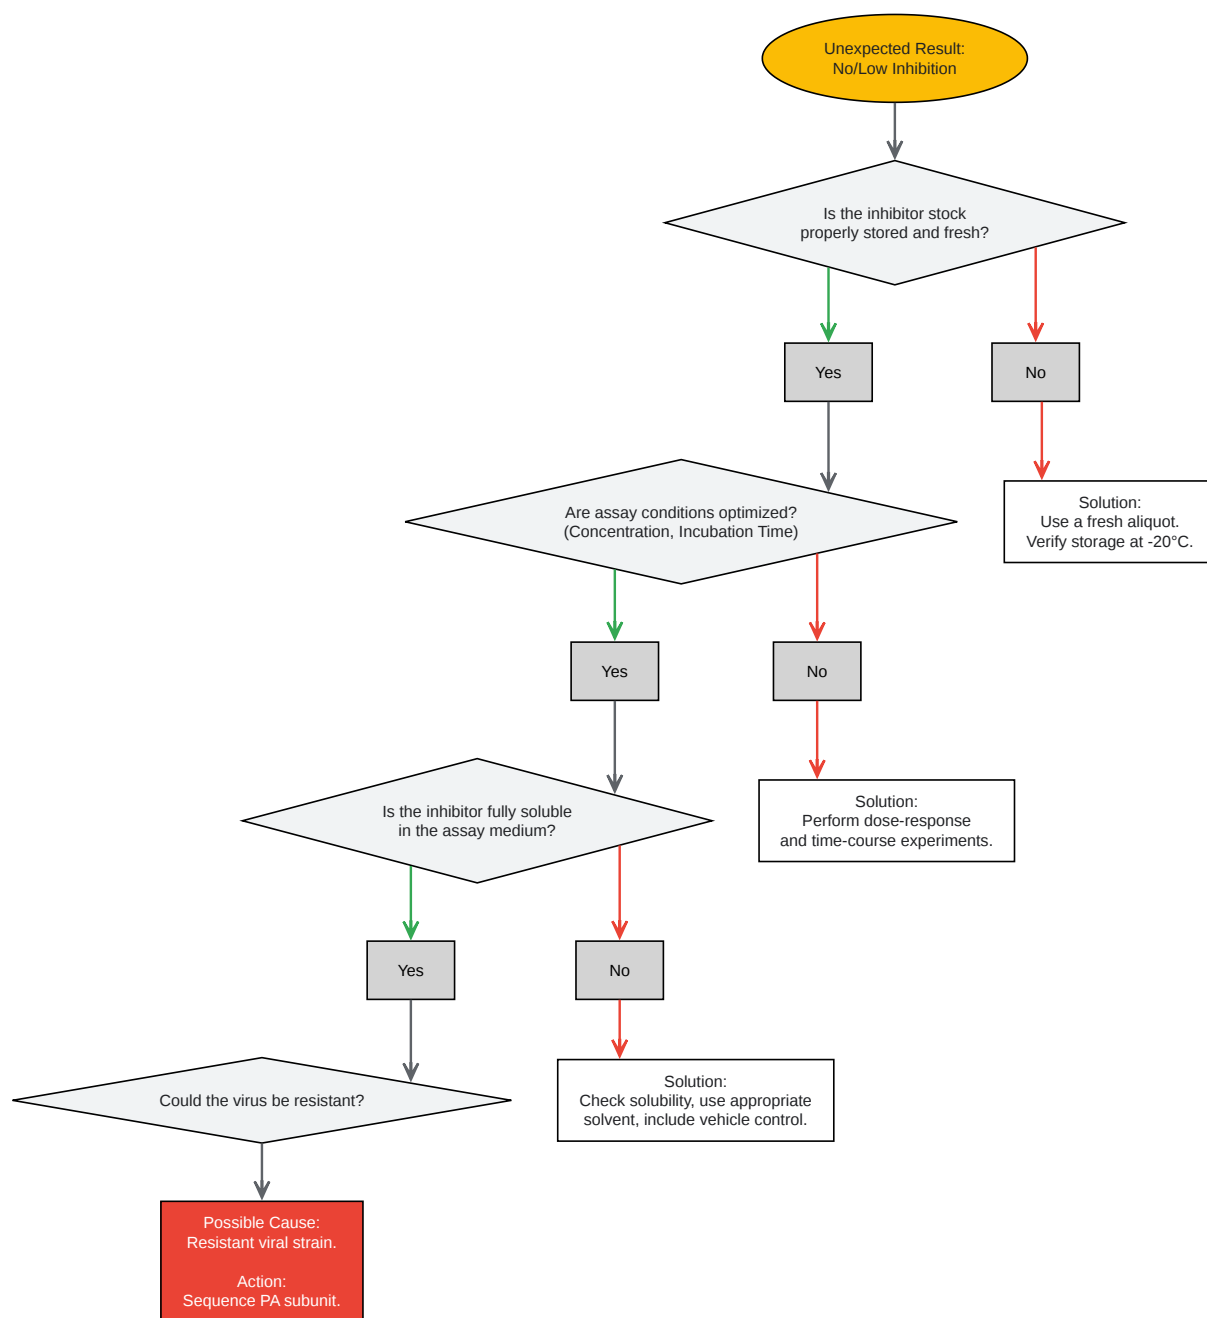 Unexpected Result:
No/Low Inhibition
Is the inhibitor stock
properly stored and fresh?
Yes
No
Solution:
Use a fresh aliquot.
Verify storage at -20°C.
Are assay conditions optimized?
(Concentration, Incubation Time)
Yes
No
Solution:
Perform dose-response
and time-course experiments.
Is the inhibitor fully soluble
in the assay medium?
Yes
No
Solution:
Check solubility, use appropriate
solvent, include vehicle control.
Could the virus be resistant?
Possible Cause:
Resistant viral strain.
Action:
Sequence PA subunit.